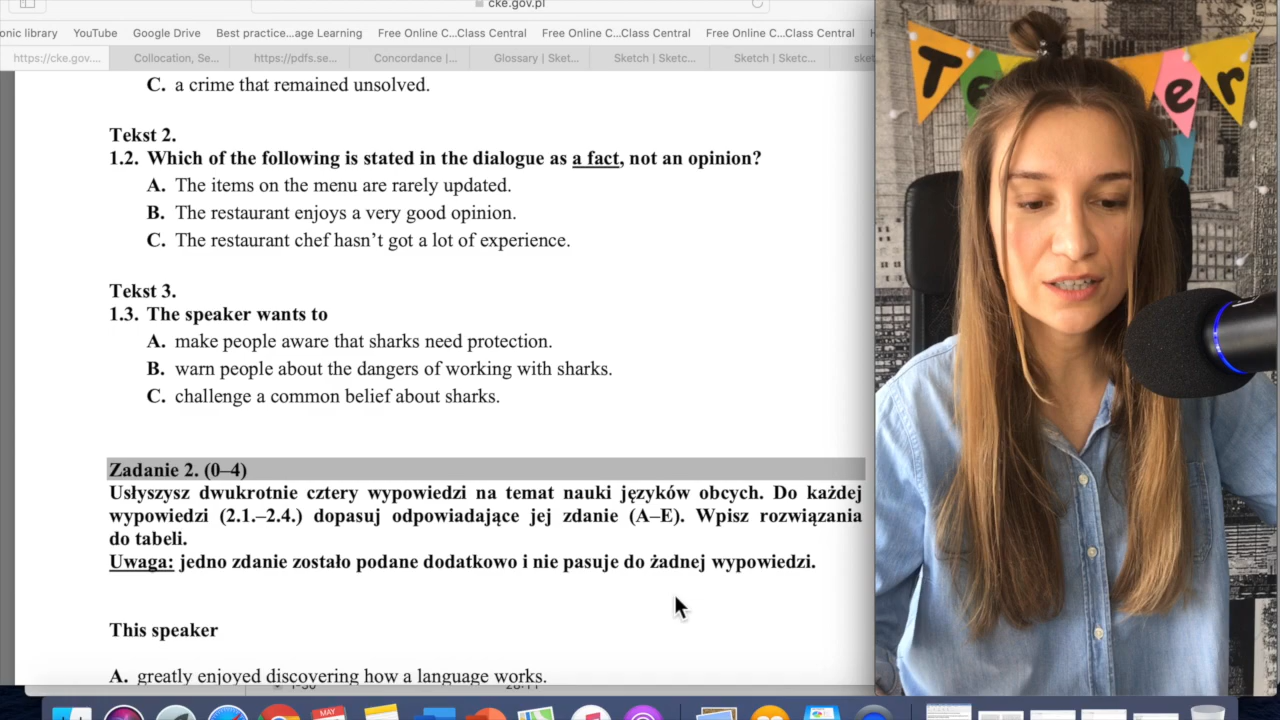 cke.gov.pl
onic library YouTube Google Drive Best practice...age Learning Free Online C...Class Central Free Online C...Class Central Free Online C...Class Central
https://cke.gov.... Collocation, Se... https://pdfs.se... Concordance |... Glossary | Sket... Sketch | Sketc... Sketch | Sketc... sket
C. a crime that remained unsolved.
Tekst 2.
1.2. Which of the following is stated in the dialogue as a fact, not an opinion?
A. The items on the menu are rarely updated.
B. The restaurant enjoys a very good opinion.
C. The restaurant chef hasn't got a lot of experience.
Tekst 3.
1.3. The speaker wants to
A. make people aware that sharks need protection.
B. warn people about the dangers of working with sharks.
C. challenge a common belief about sharks.
Zadanie 2. (0–4)
Usłyszysz dwukrotnie cztery wypowiedzi na temat nauki języków obcych. Do każdej
wypowiedzi (2.1.–2.4.) dopasuj odpowiadające jej zdanie (A–E). Wpisz rozwiązania
do tabeli.
Uwaga: jedno zdanie zostało podane dodatkowo i nie pasuje do żadnej wypowiedzi.
This speaker
A. greatly enjoyed discovering how a language works.
MAY
T e e r